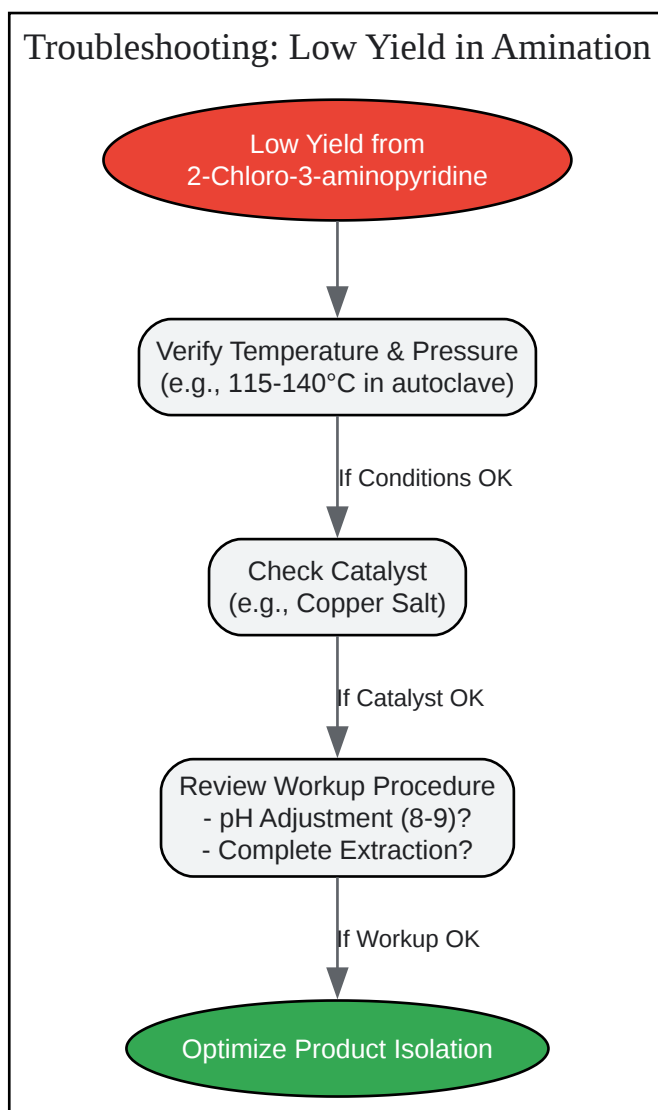 Troubleshooting: Low Yield in Amination
Low Yield from
2-Chloro-3-aminopyridine
Verify Temperature & Pressure
(e.g., 115-140°C in autoclave)
If Conditions OK
Check Catalyst
(e.g., Copper Salt)
If Catalyst OK
Review Workup Procedure
- pH Adjustment (8-9)?
- Complete Extraction?
If Workup OK
Optimize Product Isolation